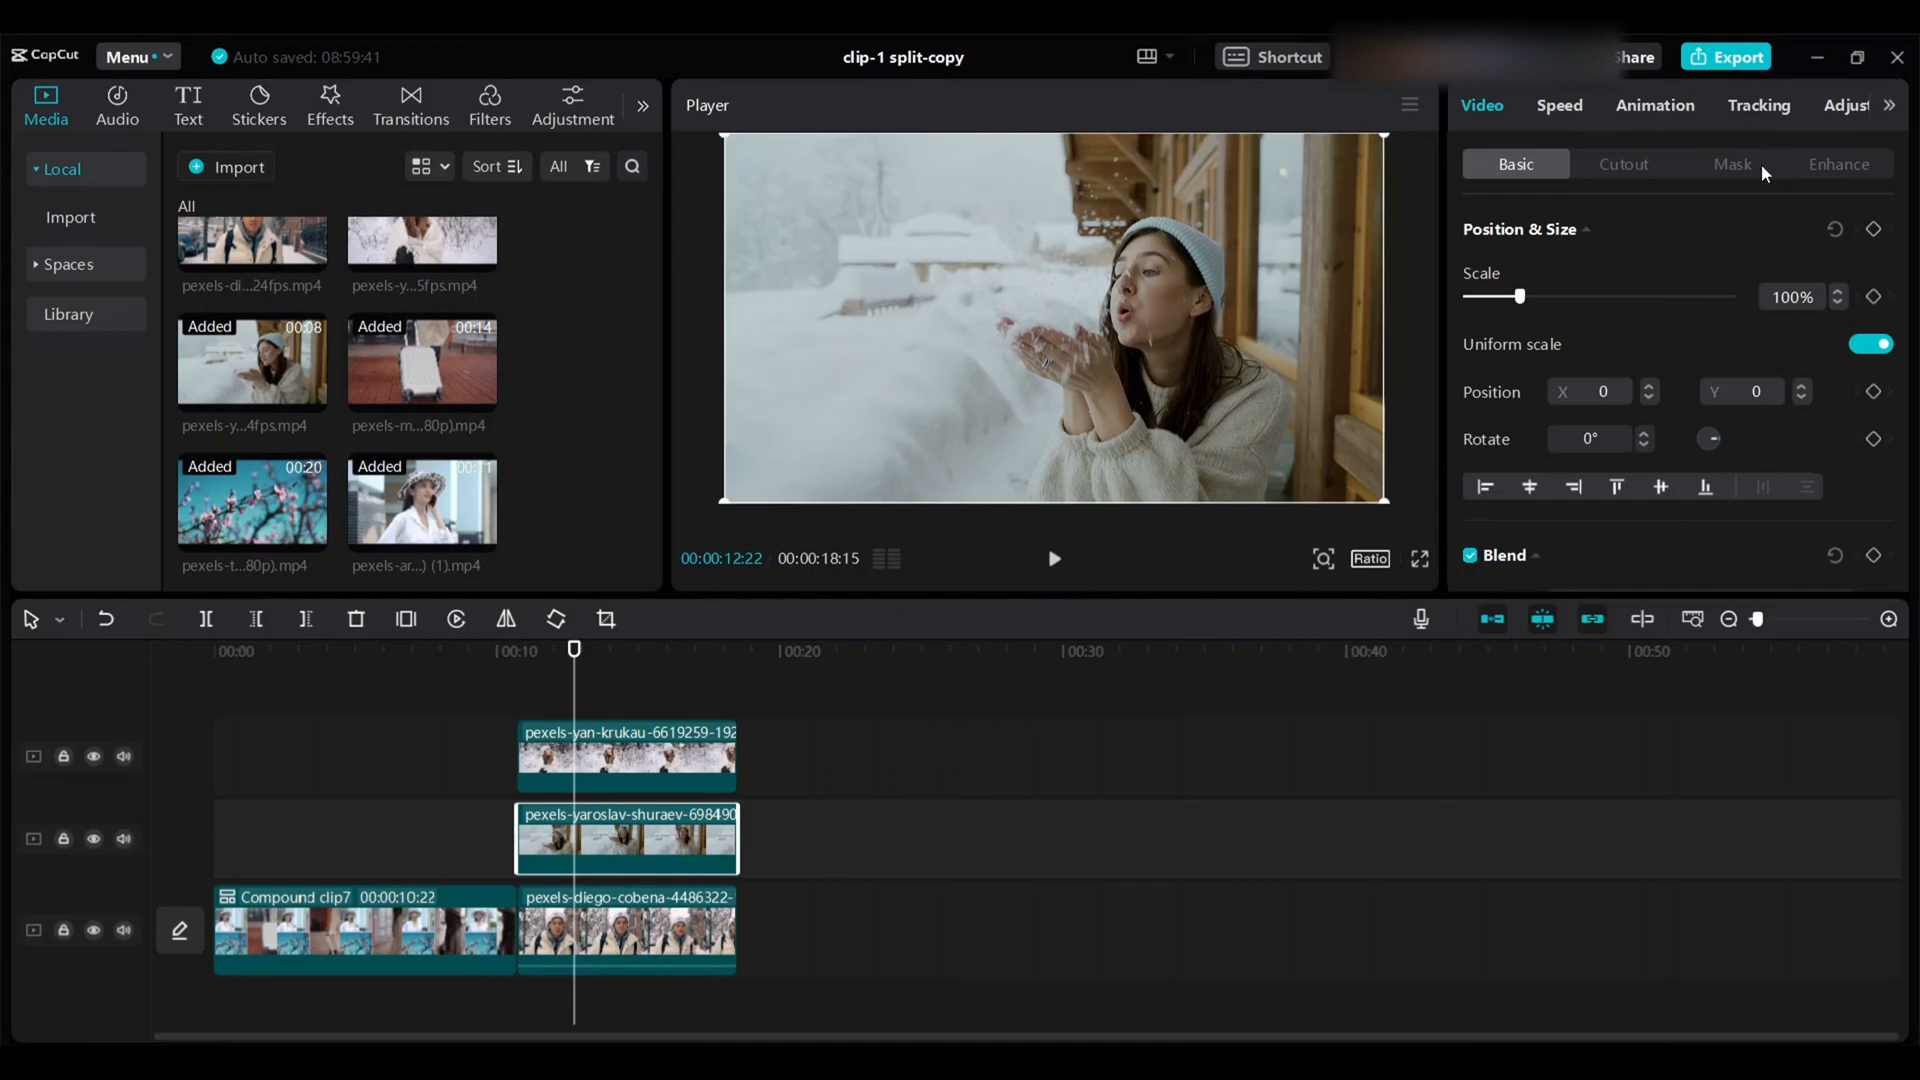 CapCut
Menu
Auto saved: 08:59:41
clip-1 split-copy
Shortcut
hare
Export
Media
Audio
TI
Text
Stickers
Effects
Transitions
Filters
Adjustment
Player
Video
Speed
Animation
Tracking
Adjust
Local
Import
Spaces
Library
Import
Sort
All
All
pexels-di...24fps.mp4
pexels-y...5fps.mp4
Added
00:08
Added
00:14
pexels-y...4fps.mp4
pexels-m...80p).mp4
Added
00:20
Added
00:11
pexels-t...80p).mp4
pexels-ar...) (1).mp4
00:00:12:22
00:00:18:15
Ratio
Basic
Cutout
Mask
Enhance
Position & Size
Scale
100%
Uniform scale
Position
X 0
Y 0
Rotate
0°
Blend
00:00
00:10
00:20
00:30
00:40
00:50
pexels-yan-krukau-6619259-192
pexels-yaroslav-shuraev-698490
Compound clip7 00:00:10:22
pexels-diego-cobena-4486322-